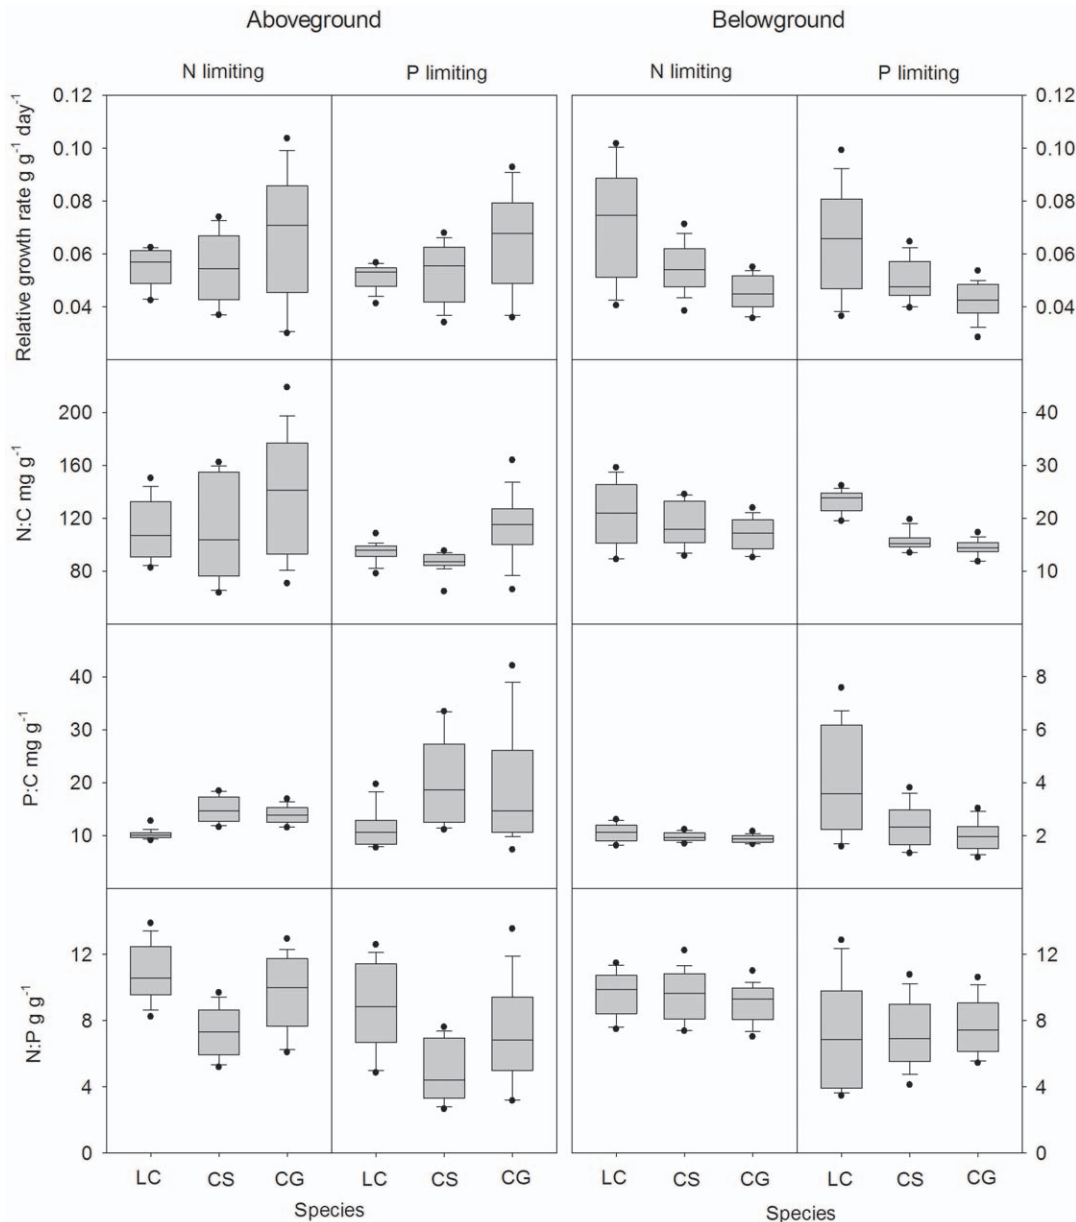 Aboveground Belowground
N limiting P limiting N limiting P limiting
Relative growth rate g g⁻¹ day⁻¹
0.12 0.12
0.10 0.10
0.08 0.08
0.06 0.06
0.04 0.04
N:C mg g⁻¹
200 40
160 30
120 20
80 10
P:C mg g⁻¹
40 8
30 6
20 4
10 2
N:P g g⁻¹
12 12
8 8
4 4
0 0
LC CS CG LC CS CG LC CS CG LC CS CG
Species Species